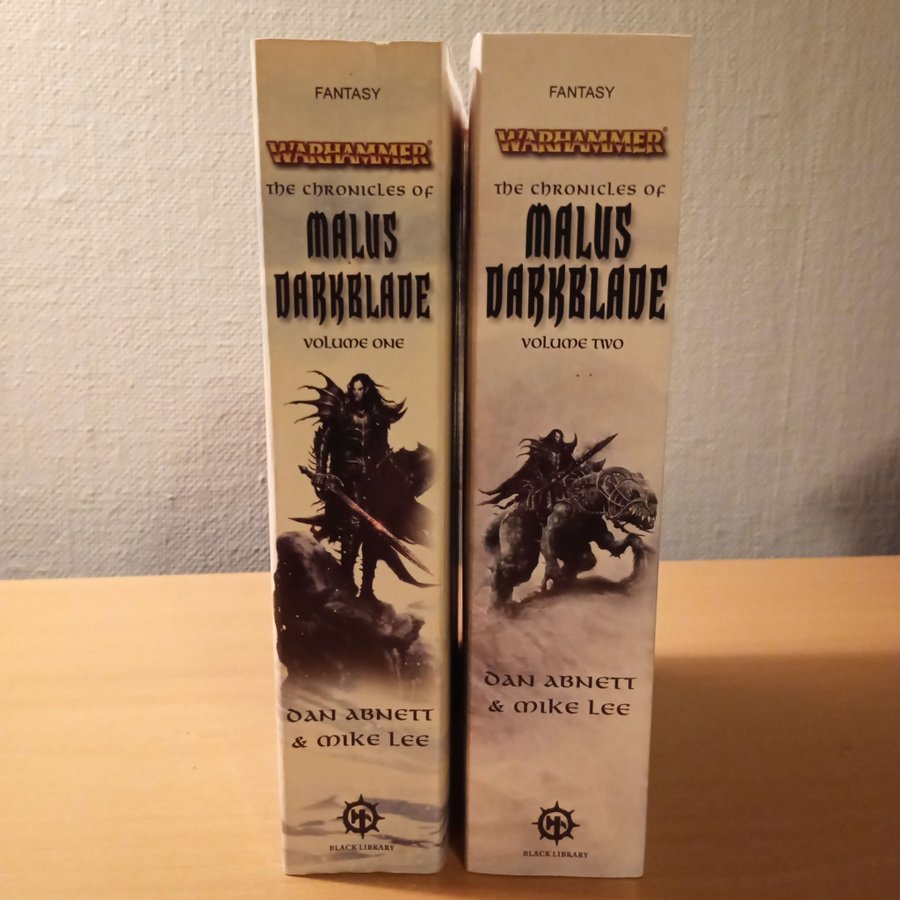 FANTASY
WARHAMMER®
THE CHRONICLES OF
MALUS
DARKBLADE
VOLUME ONE
DAN ABNETT
& MIKE LEE
BLACK LIBRARY
FANTASY
WARHAMMER®
THE CHRONICLES OF
MALUS
DARKBLADE
VOLUME TWO
DAN ABNETT
& MIKE LEE
BLACK LIBRARY